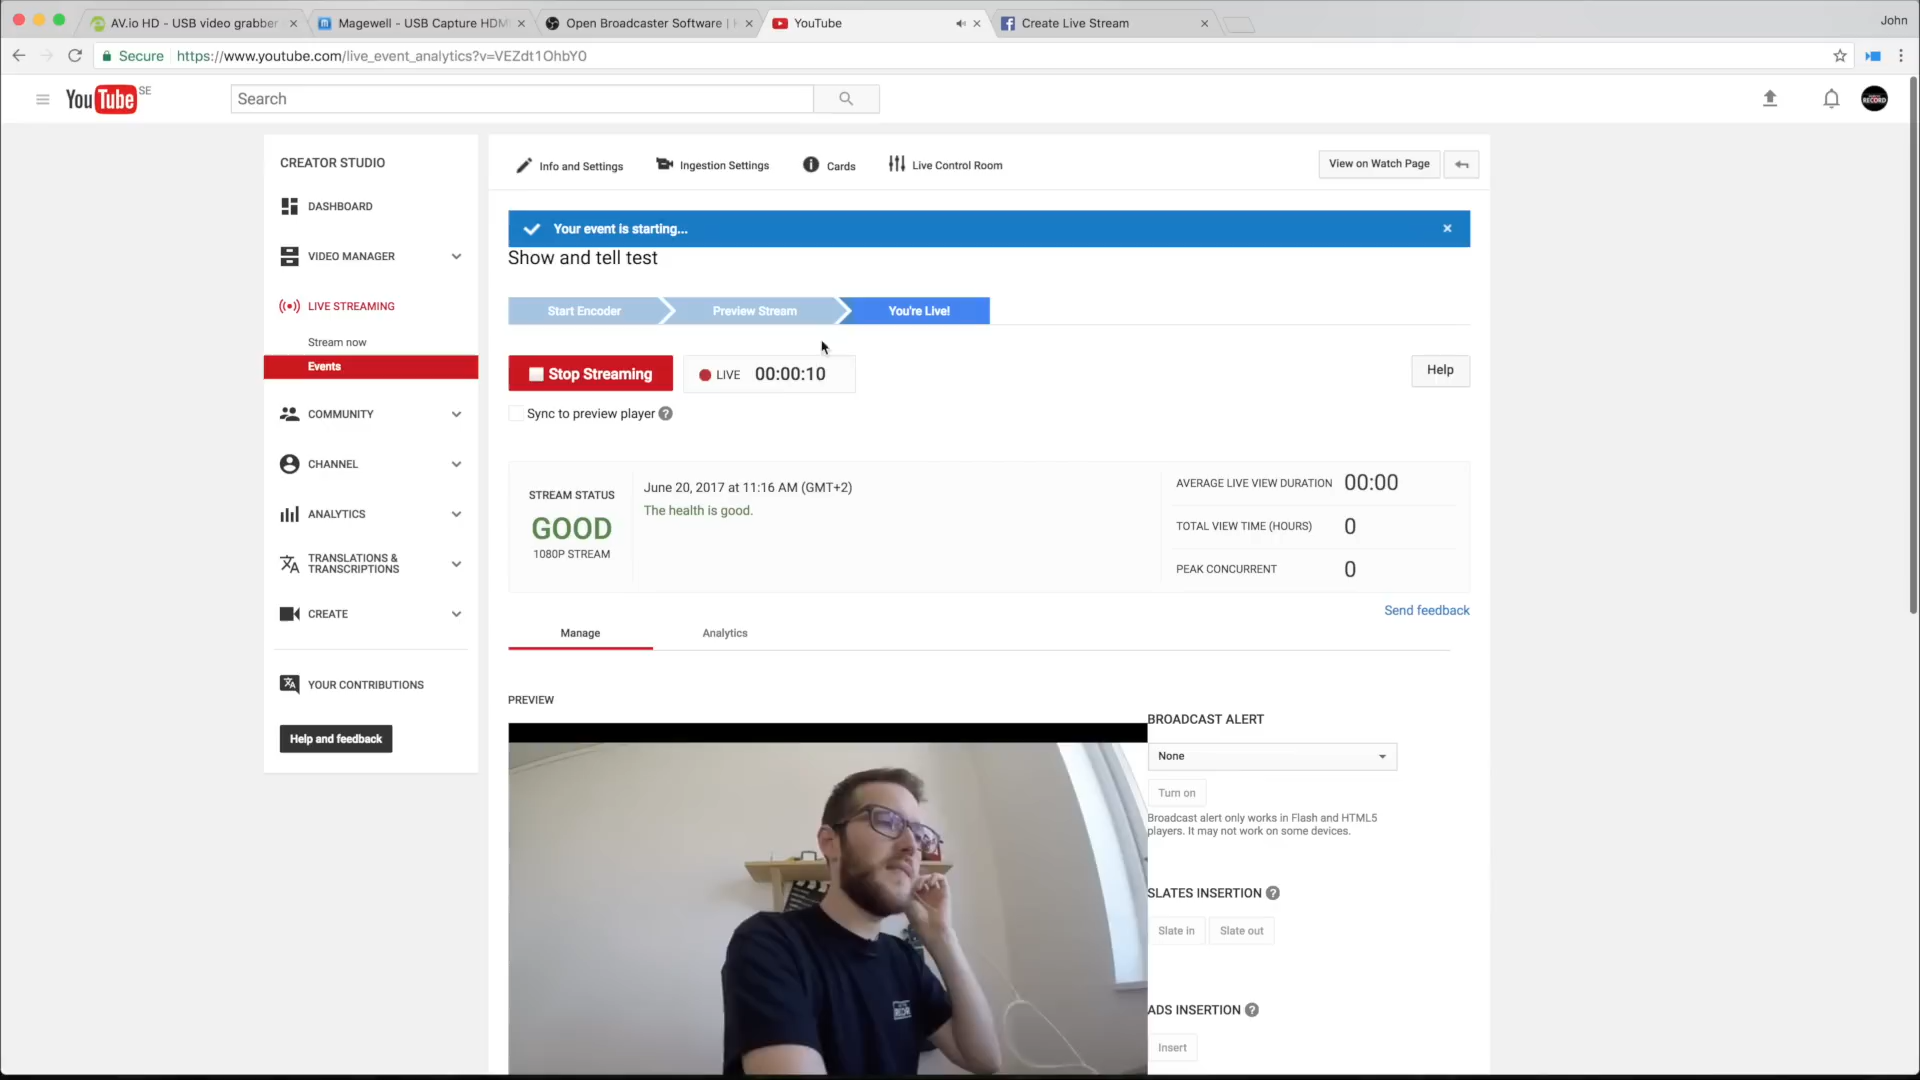 AV.io HD - USB video grabber
Magewell - USB Capture HDMI
Open Broadcaster Software |
YouTube
Create Live Stream
John
Secure
https://www.youtube.com/live_event_analytics?v=VEZdt1OhbY0
YouTube SE
Search
CREATOR STUDIO
DASHBOARD
VIDEO MANAGER
LIVE STREAMING
Stream now
Events
COMMUNITY
CHANNEL
ANALYTICS
TRANSLATIONS &
TRANSCRIPTIONS
CREATE
YOUR CONTRIBUTIONS
Help and feedback
Info and Settings
Ingestion Settings
Cards
Live Control Room
View on Watch Page
Your event is starting...
Show and tell test
Start Encoder
Preview Stream
You're Live!
Stop Streaming
LIVE 00:00:10
Help
Sync to preview player ?
STREAM STATUS
GOOD
1080P STREAM
June 20, 2017 at 11:16 AM (GMT+2)
The health is good.
AVERAGE LIVE VIEW DURATION 00:00
TOTAL VIEW TIME (HOURS) 0
PEAK CONCURRENT 0
Send feedback
Manage
Analytics
PREVIEW
BROADCAST ALERT
None
Turn on
Broadcast alert only works in Flash and HTML5
players. It may not work on some devices.
SLATES INSERTION ?
Slate in
Slate out
ADS INSERTION ?
Insert
RECORD